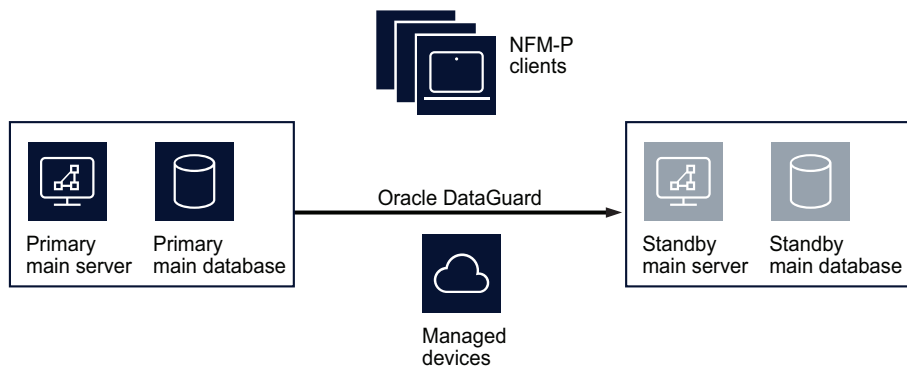 NFM-P
clients
Oracle DataGuard
Primary
main server
Primary
main database
Standby
main server
Standby
main database
Managed
devices